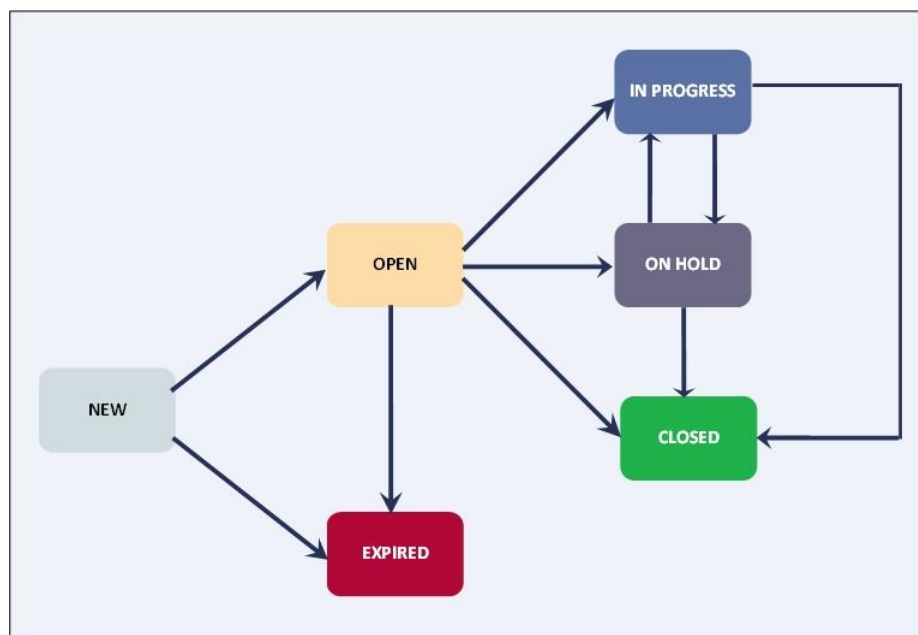 IN PROGRESS
OPEN
ON HOLD
NEW
CLOSED
EXPIRED